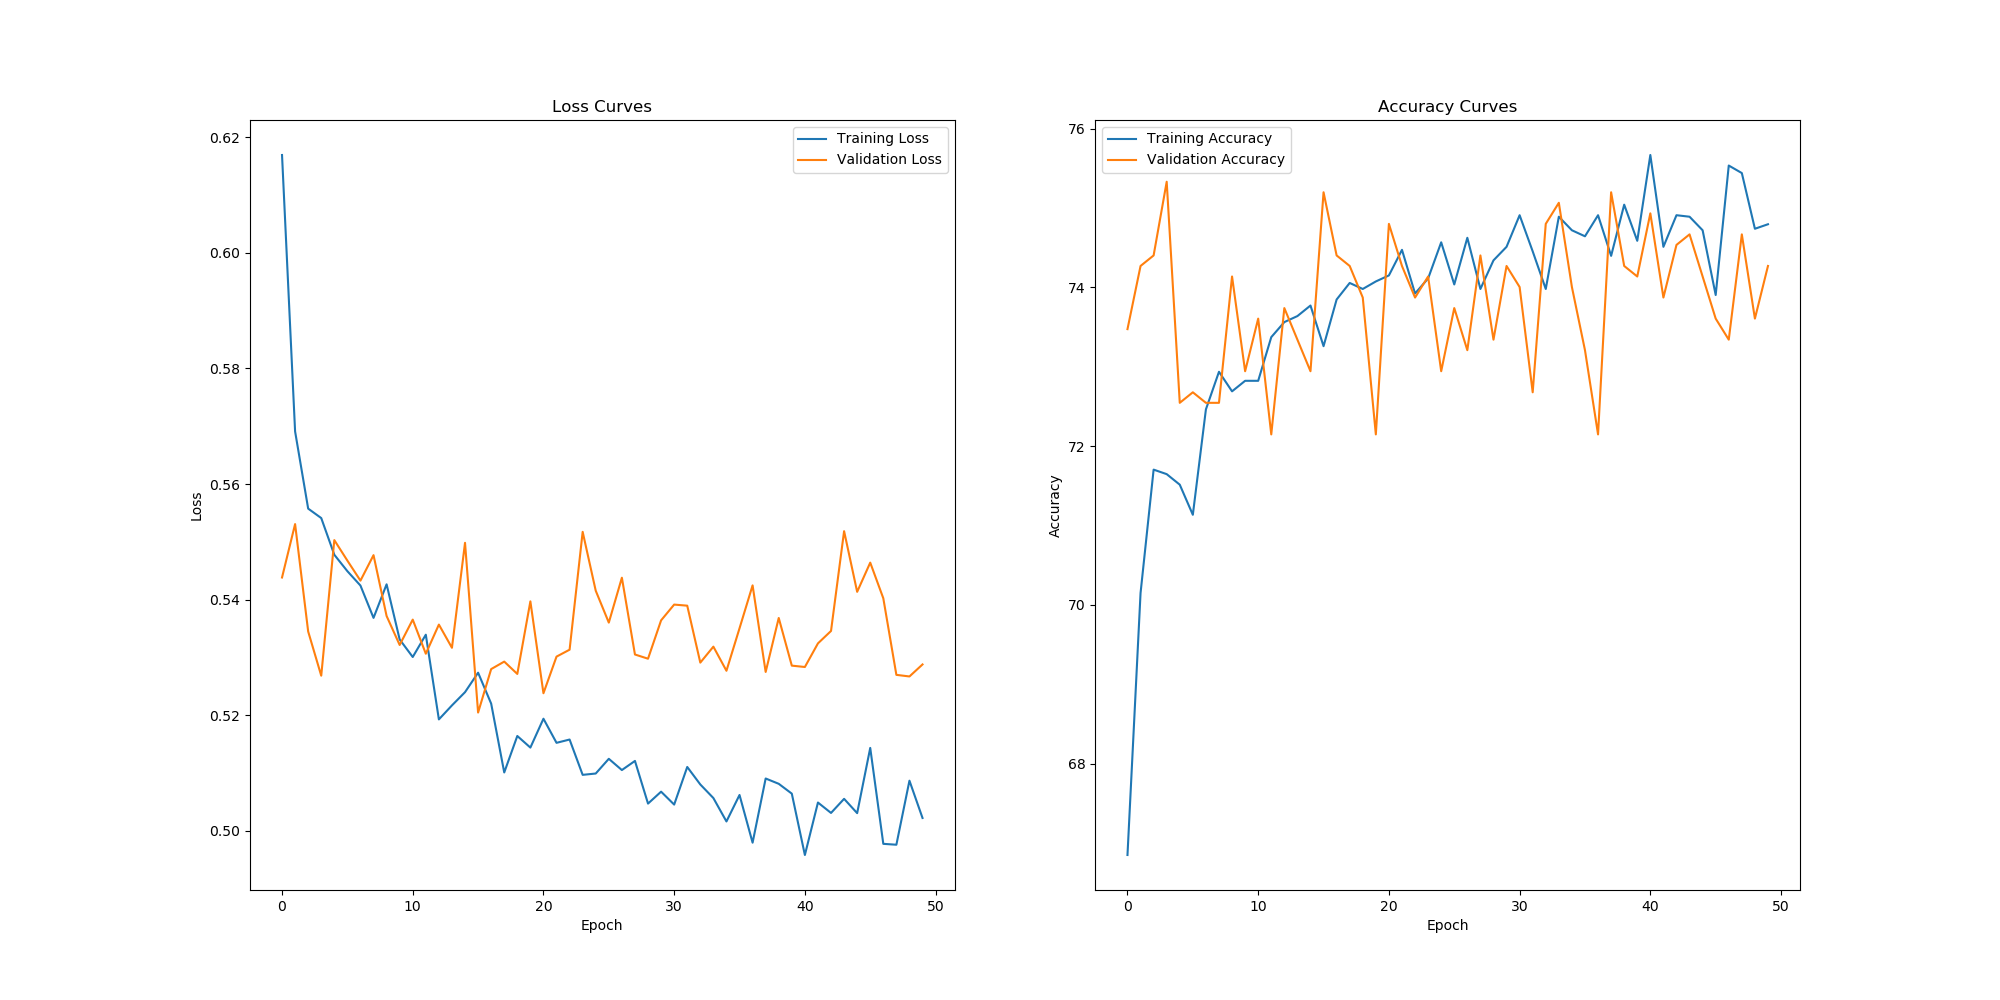 Loss Curves
Training Loss
Validation Loss
0.62
0.60
0.58
0.56
0.54
0.52
0.50
Loss
0 10 20 30 40 50
Epoch
Accuracy Curves
Training Accuracy
Validation Accuracy
76
74
72
70
68
Accuracy
0 10 20 30 40 50
Epoch